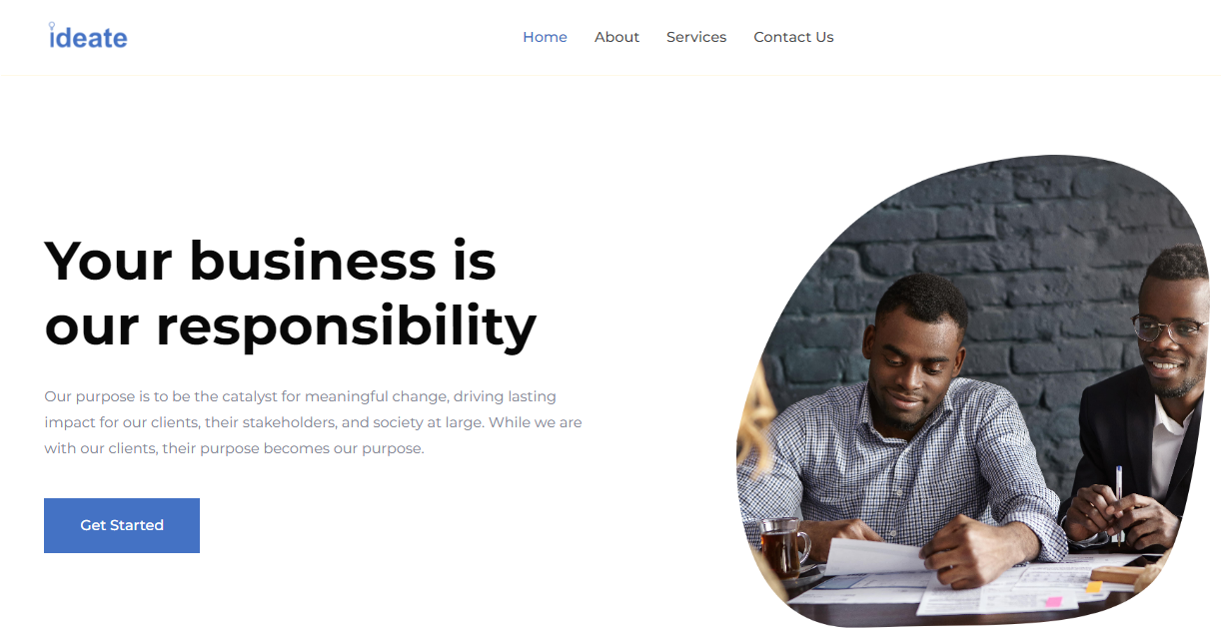 ideate
Home About Services Contact Us
Your business is
our responsibility
Our purpose is to be the catalyst for meaningful change, driving lasting
impact for our clients, their stakeholders, and society at large. While we are
with our clients, their purpose becomes our purpose.
Get Started